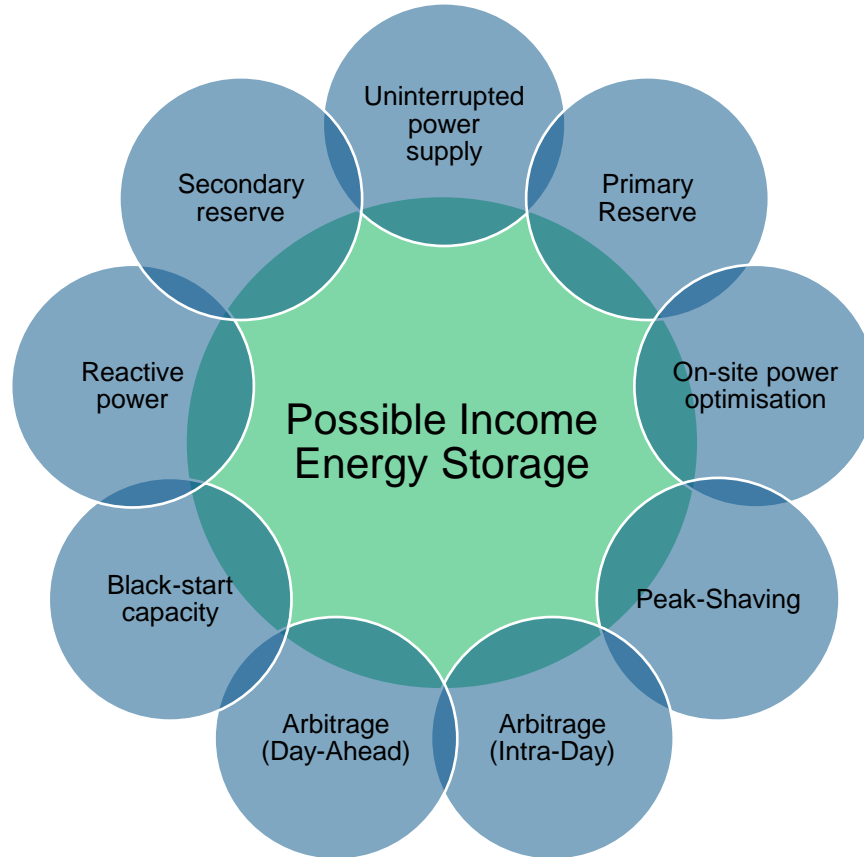 Uninterrupted
power
supply
Primary
Reserve
On-site power
optimisation
Peak-Shaving
Arbitrage
(Intra-Day)
Arbitrage
(Day-Ahead)
Black-start
capacity
Reactive
power
Secondary
reserve
Possible Income
Energy Storage